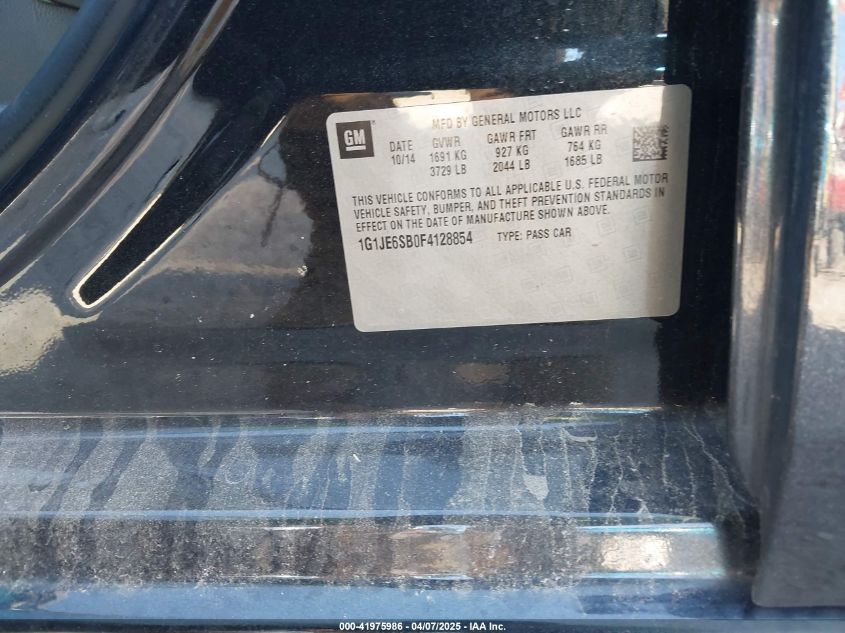 MFD BY GENERAL MOTORS LLC
GM
DATE GVWR GAWR FRT GAWR RR
10/14 1691 KG 927 KG 764 KG
3729 LB 2044 LB 1685 LB
THIS VEHICLE CONFORMS TO ALL APPLICABLE U.S. FEDERAL MOTOR
VEHICLE SAFETY, BUMPER, AND THEFT PREVENTION STANDARDS IN
EFFECT ON THE DATE OF MANUFACTURE SHOWN ABOVE.
1G1JE6SB0F4128854 TYPE: PASS CAR
000-41975986 - 04/07/2025 - IAA Inc.